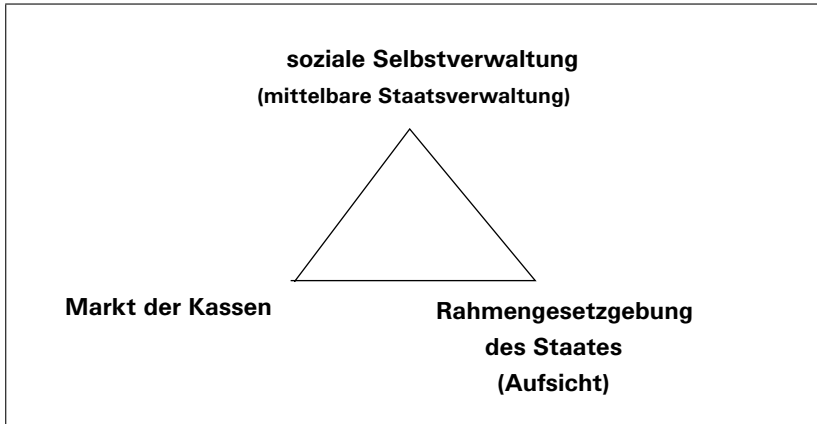 soziale Selbstverwaltung
(mittelbare Staatsverwaltung)
Markt der Kassen
Rahmengesetzgebung
des Staates
(Aufsicht)